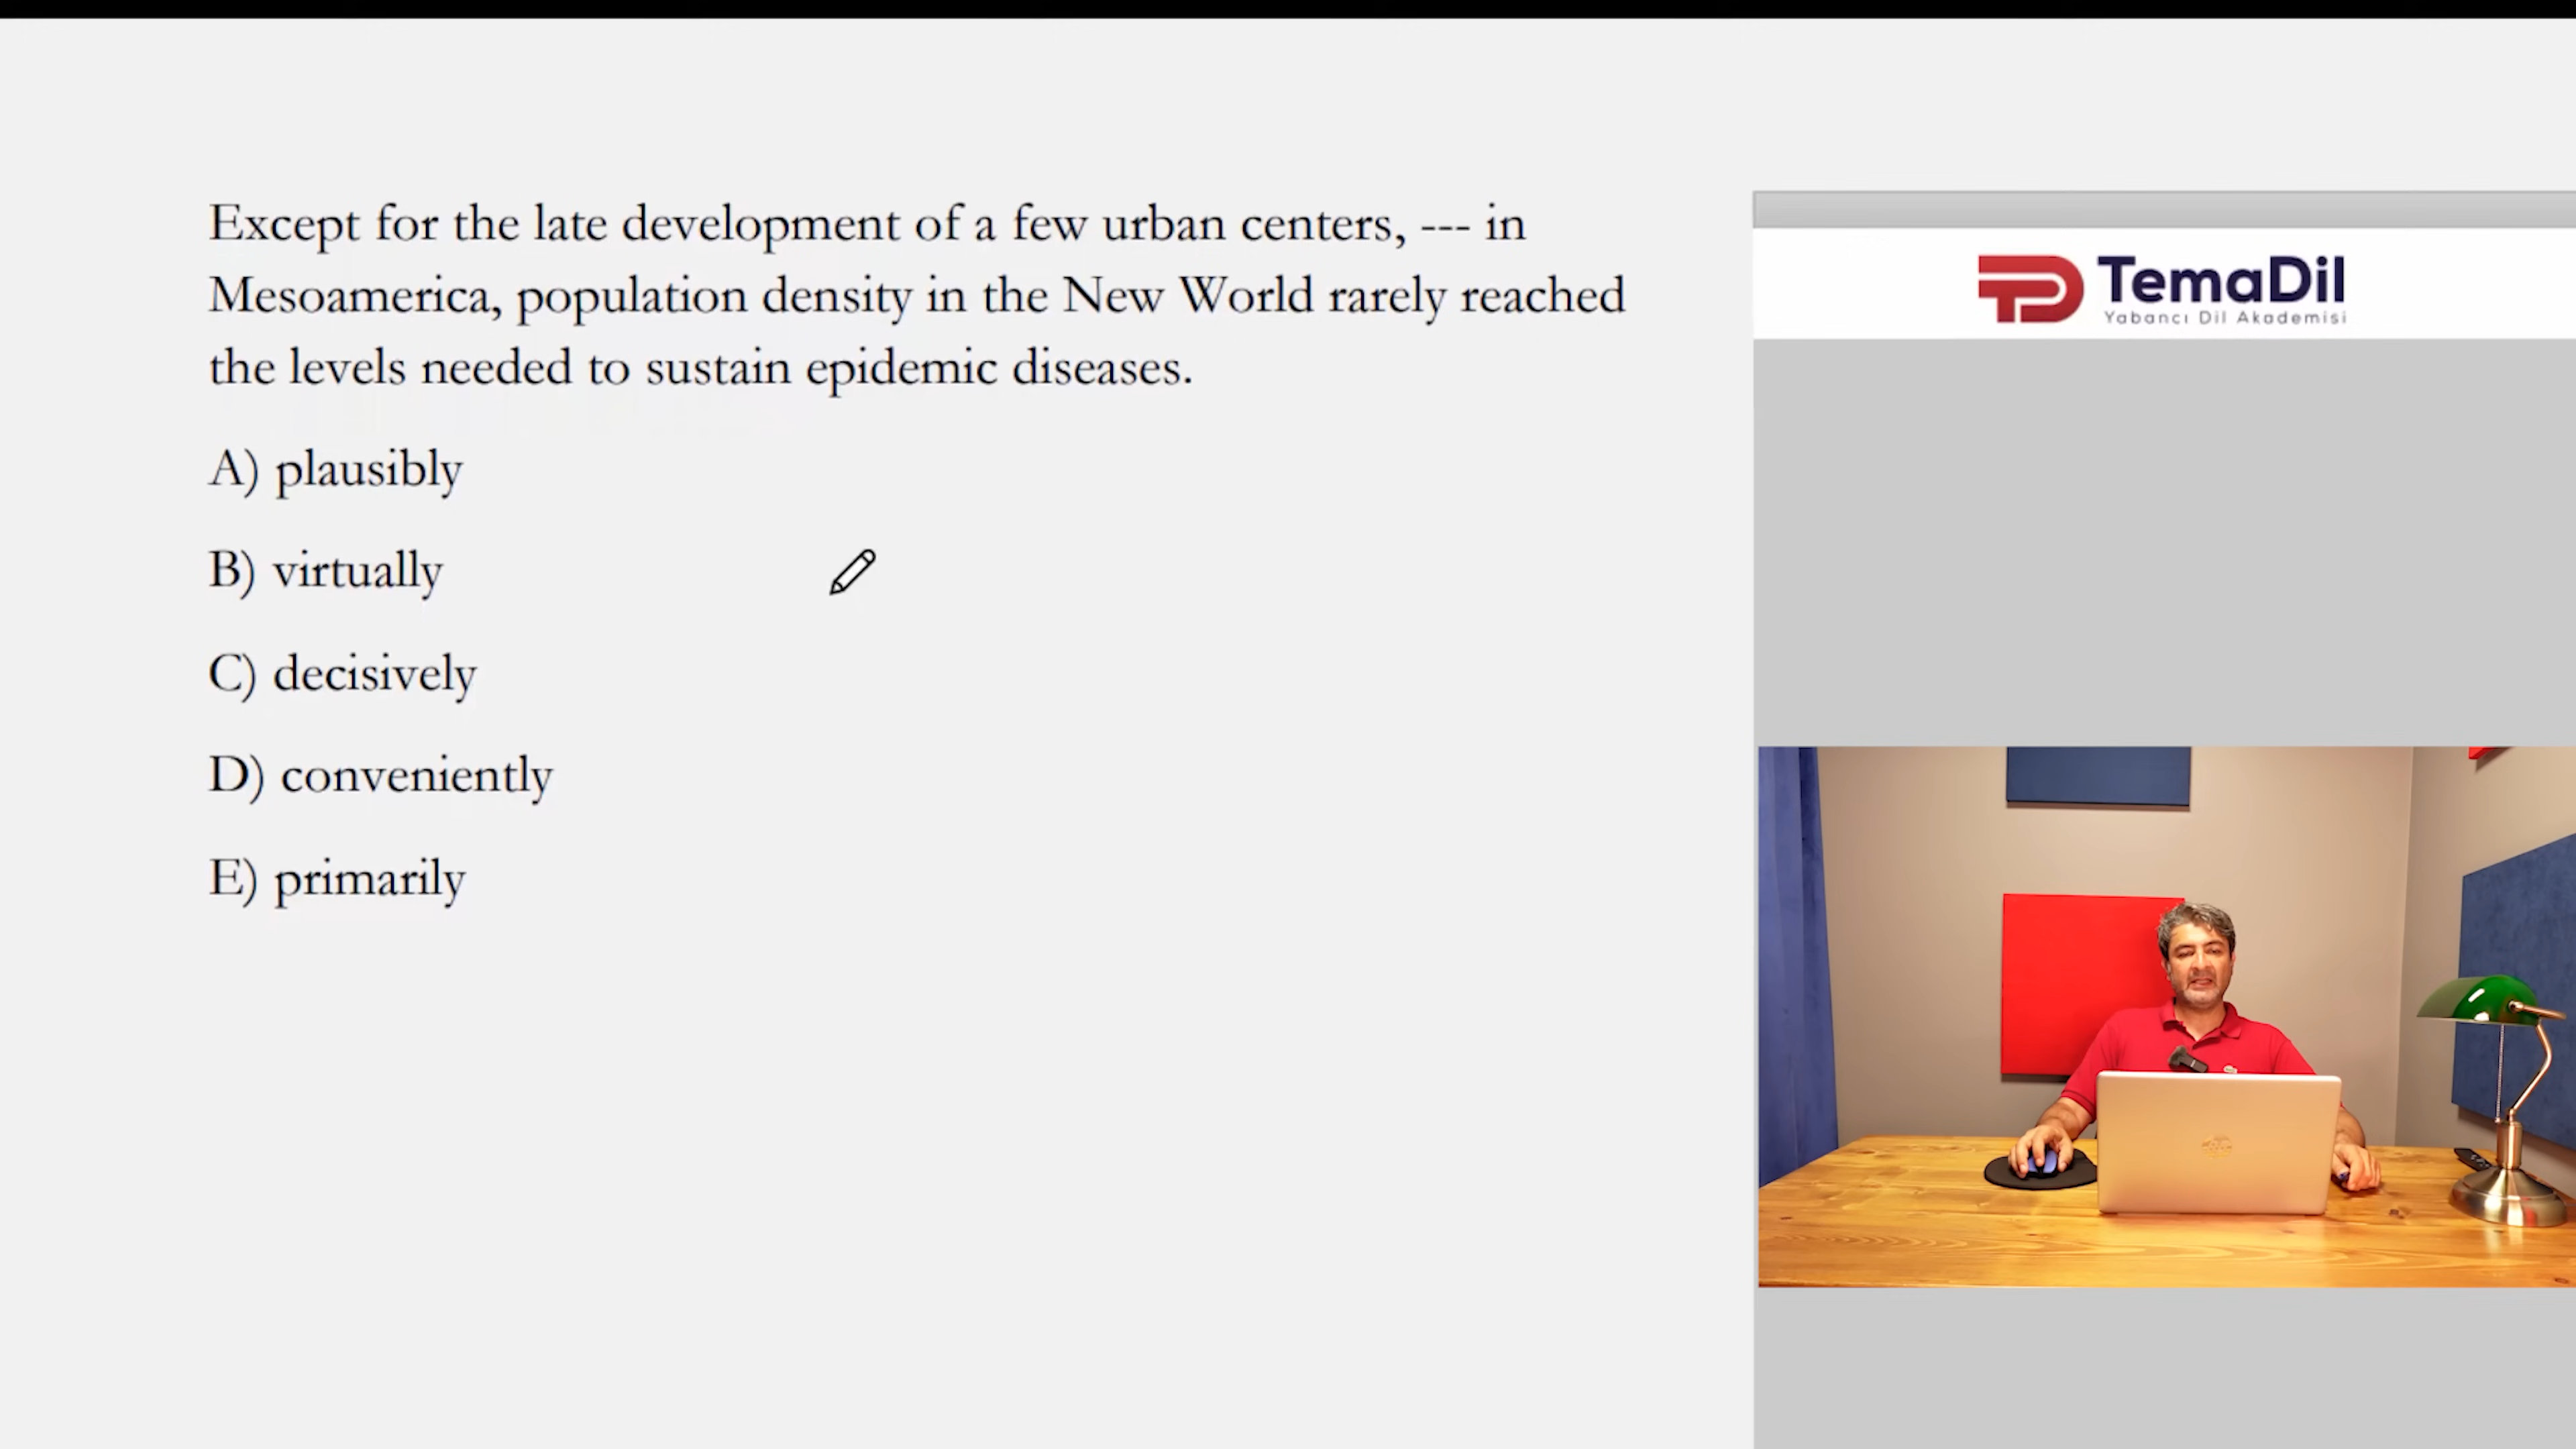 Except for the late development of a few urban centers, --- in
Mesoamerica, population density in the New World rarely reached
the levels needed to sustain epidemic diseases.
A) plausibly
B) virtually
C) decisively
D) conveniently
E) primarily
TemaDil
Yabancı Dil Akademisi